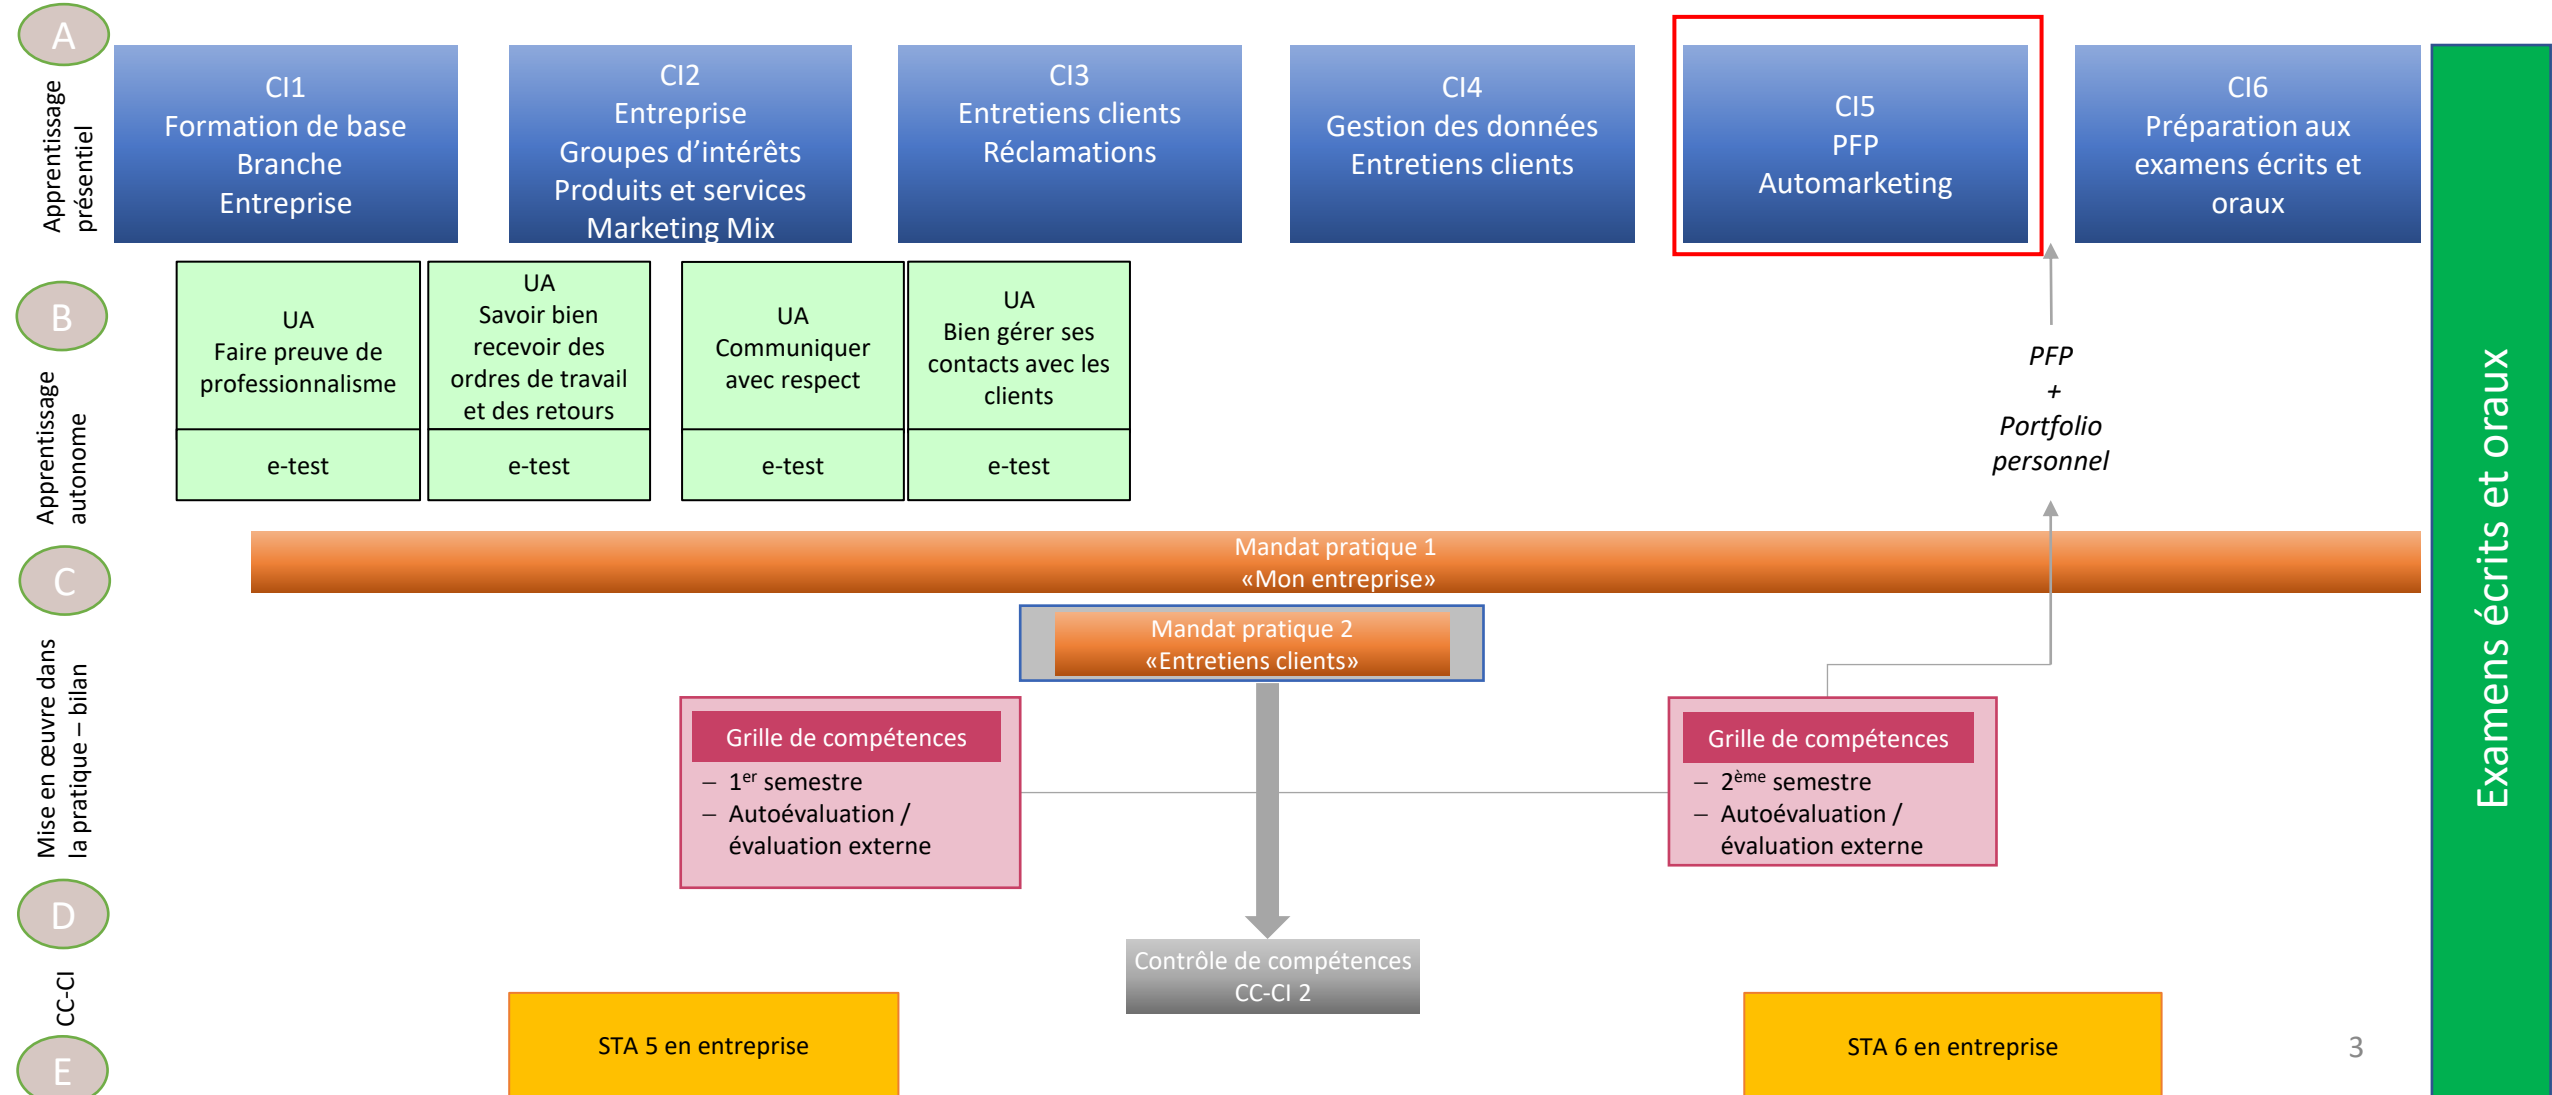 A
Apprentissage
présentiel
CI1
Formation de base
Branche
Entreprise
CI2
Entreprise
Groupes d’intérêts
Produits et services
Marketing Mix
CI3
Entretiens clients
Réclamations
CI4
Gestion des données
Entretiens clients
CI5
PFP
Automarketing
CI6
Préparation aux
examens écrits et
oraux
Examens écrits et oraux
B
Apprentissage
autonome
UA
Faire preuve de
professionnalisme
e-test
UA
Savoir bien
recevoir des
ordres de travail
et des retours
e-test
UA
Communiquer
avec respect
e-test
UA
Bien gérer ses
contacts avec les
clients
e-test
PFP
+
Portfolio
personnel
C
Mise en œuvre dans
la pratique – bilan
Mandat pratique 1
«Mon entreprise»
Mandat pratique 2
«Entretiens clients»
Grille de compétences
– 1er semestre
– Autoévaluation /
évaluation externe
Grille de compétences
– 2ème semestre
– Autoévaluation /
évaluation externe
D
CC-CI
Contrôle de compétences
CC-CI 2
E
STA 5 en entreprise
STA 6 en entreprise
3